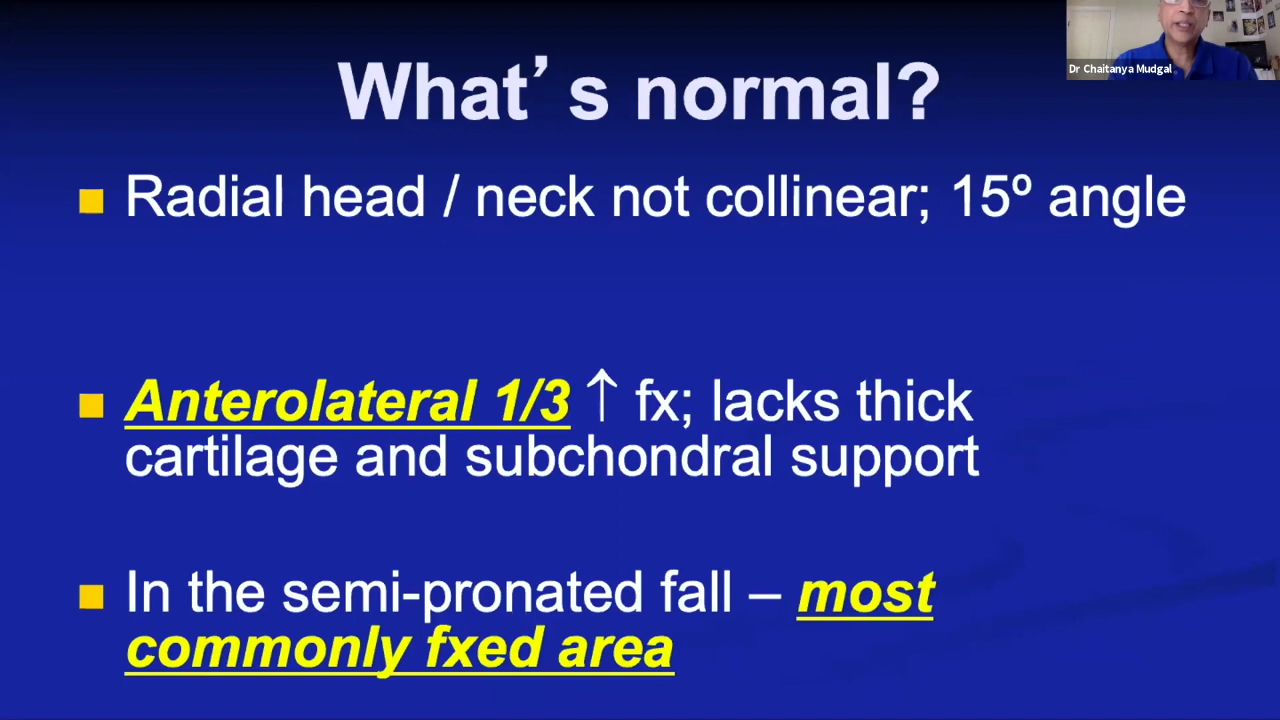 Dr Chaitanya Mudgal
What's normal?
Radial head / neck not collinear; 15º angle
Anterolateral 1/3 ↑ fx; lacks thick
cartilage and subchondral support
In the semi-pronated fall – most
commonly fxed area